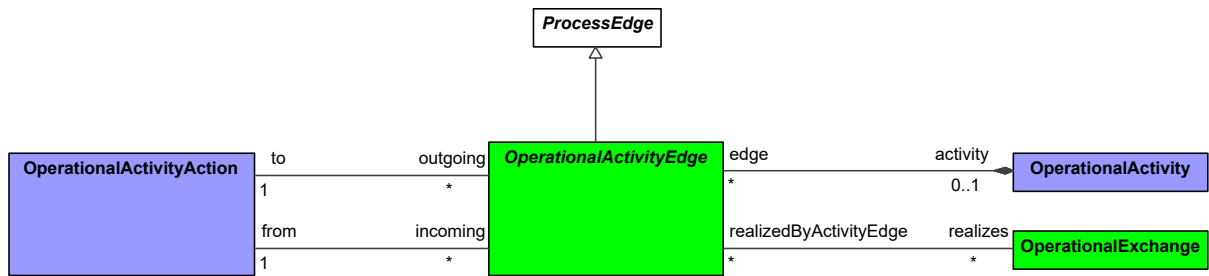 ProcessEdge
OperationalActivityAction
to
outgoing
1
*
from
incoming
1
*
OperationalActivityEdge
edge
activity
*
0..1
OperationalActivity
realizedByActivityEdge
realizes
*
*
OperationalExchange